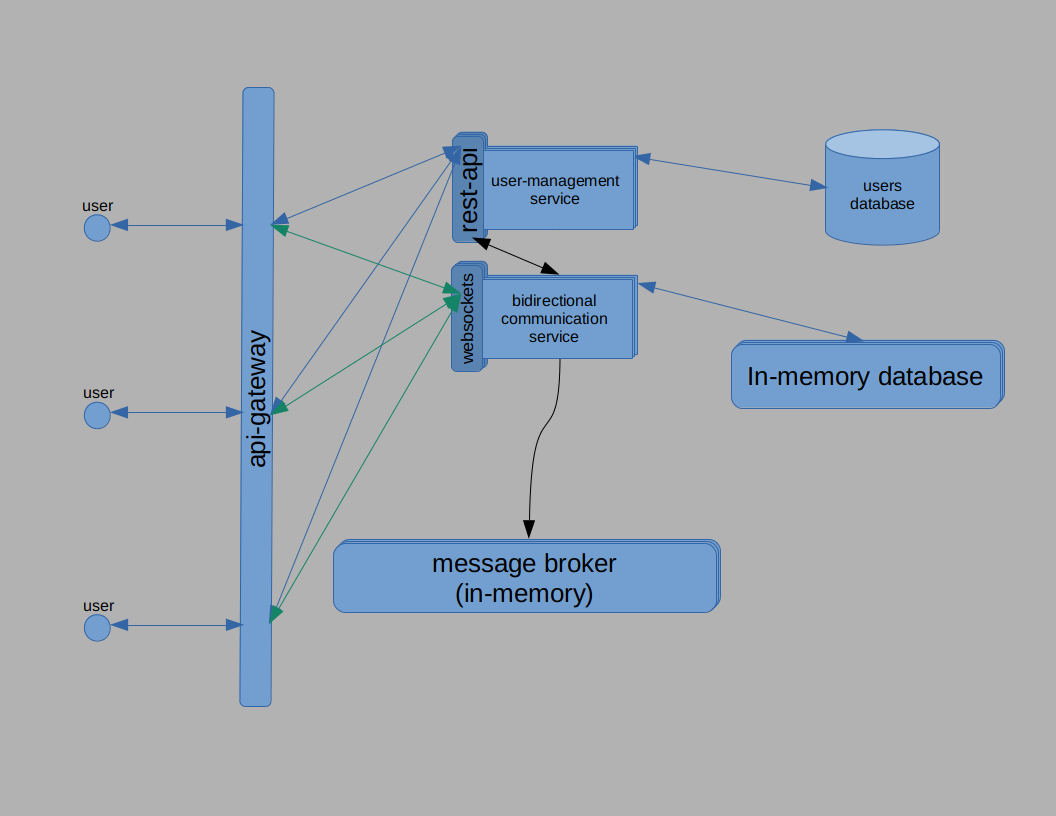 user
api-gateway
user
user
rest-api
user-management
service
users
database
websockets
bidirectional
communication
service
In-memory database
message broker
(in-memory)